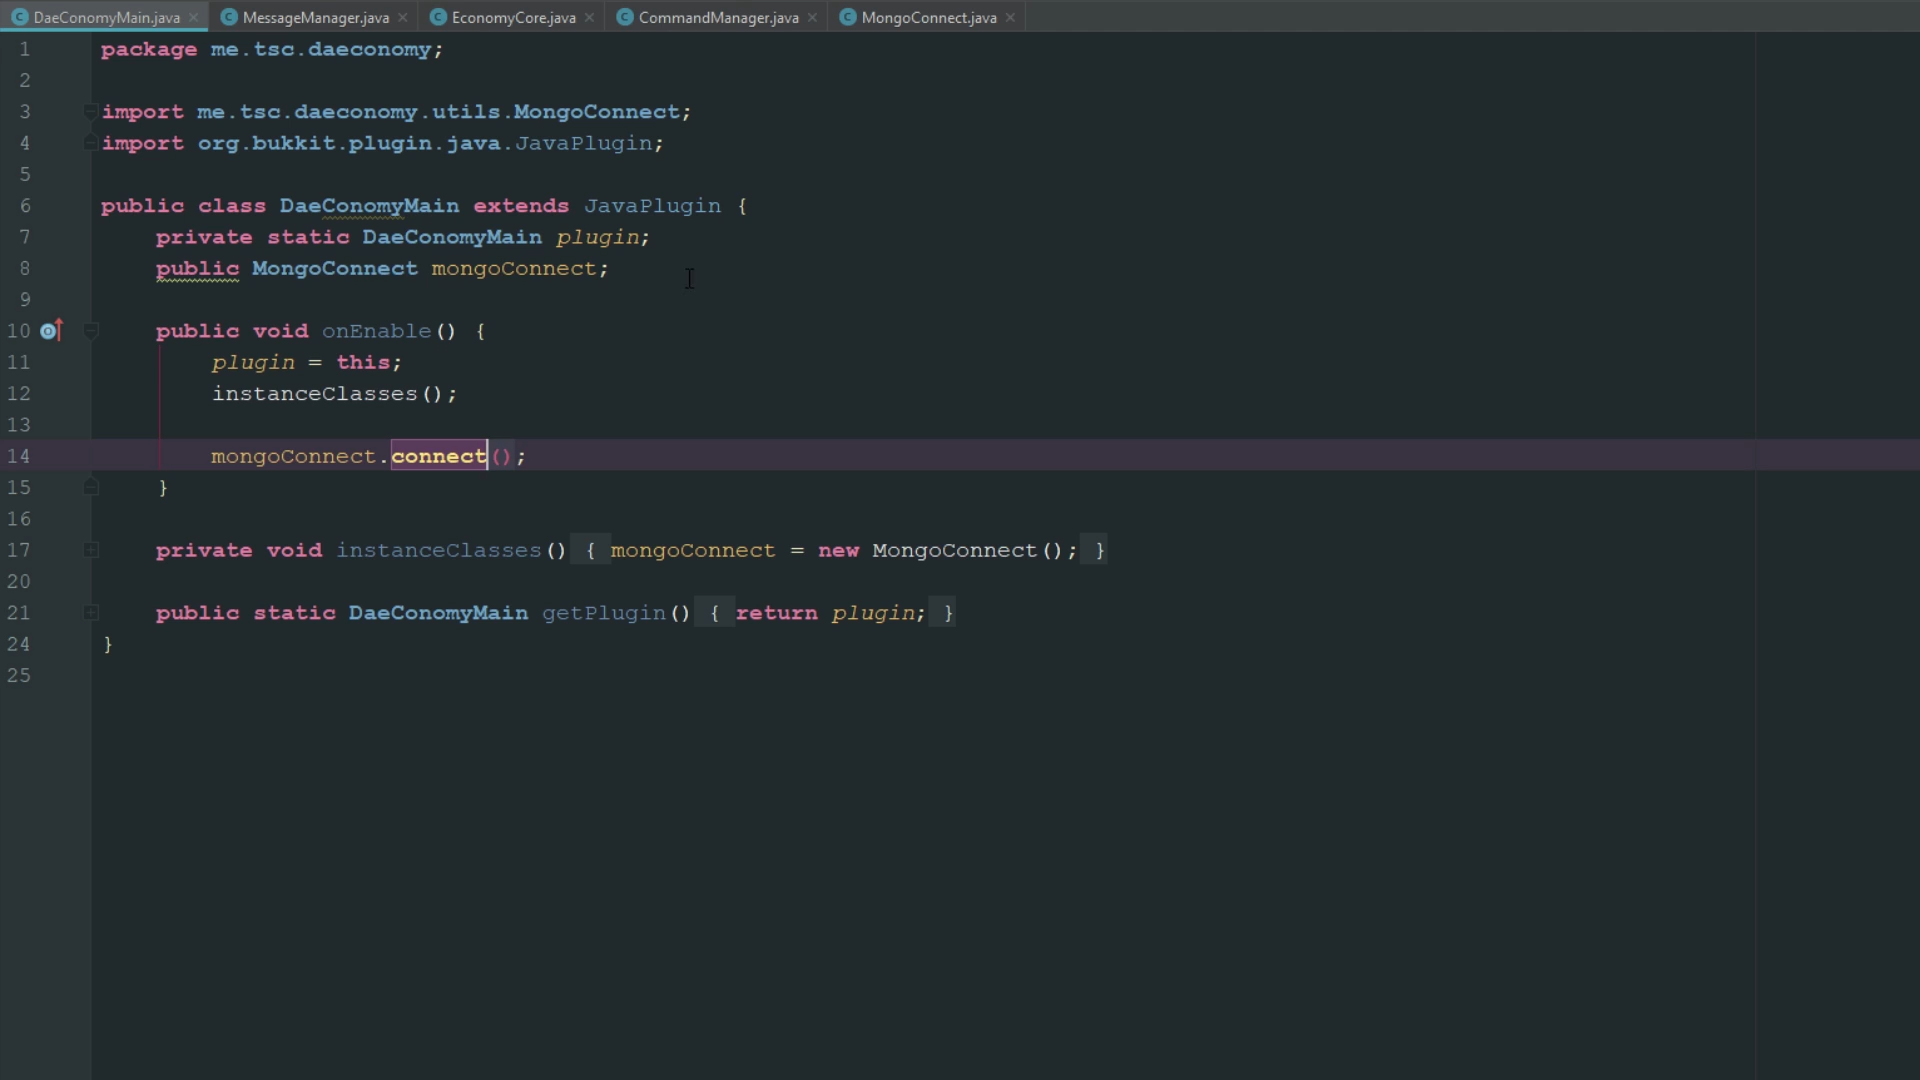 DaeConomyMain.java MessageManager.java EconomyCore.java CommandManager.java MongoConnect.java
1 package me.tsc.daeconomy;
2
3 import me.tsc.daeconomy.utils.MongoConnect;
4 import org.bukkit.plugin.java.JavaPlugin;
5
6 public class DaeConomyMain extends JavaPlugin {
7 private static DaeConomyMain plugin;
8 public MongoConnect mongoConnect;
9
10 public void onEnable() {
11 plugin = this;
12 instanceClasses();
13
14 mongoConnect.connect();
15 }
16
17 private void instanceClasses() { mongoConnect = new MongoConnect(); }
20
21 public static DaeConomyMain getPlugin() { return plugin; }
24 }
25